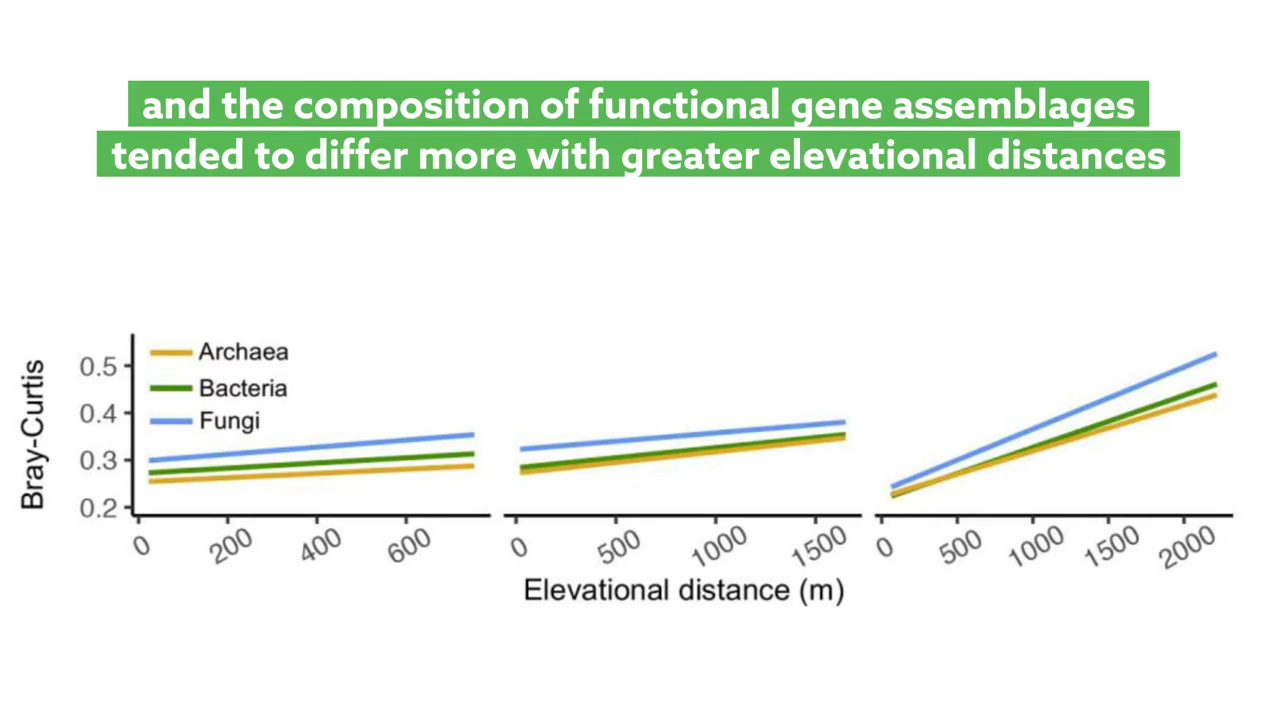 and the composition of functional gene assemblages
tended to differ more with greater elevational distances
Bray-Curtis
0.5
0.4
0.3
0.2
Archaea
Bacteria
Fungi
0 200 400 600
0 500 1000 1500
0 500 1000 1500 2000
Elevational distance (m)